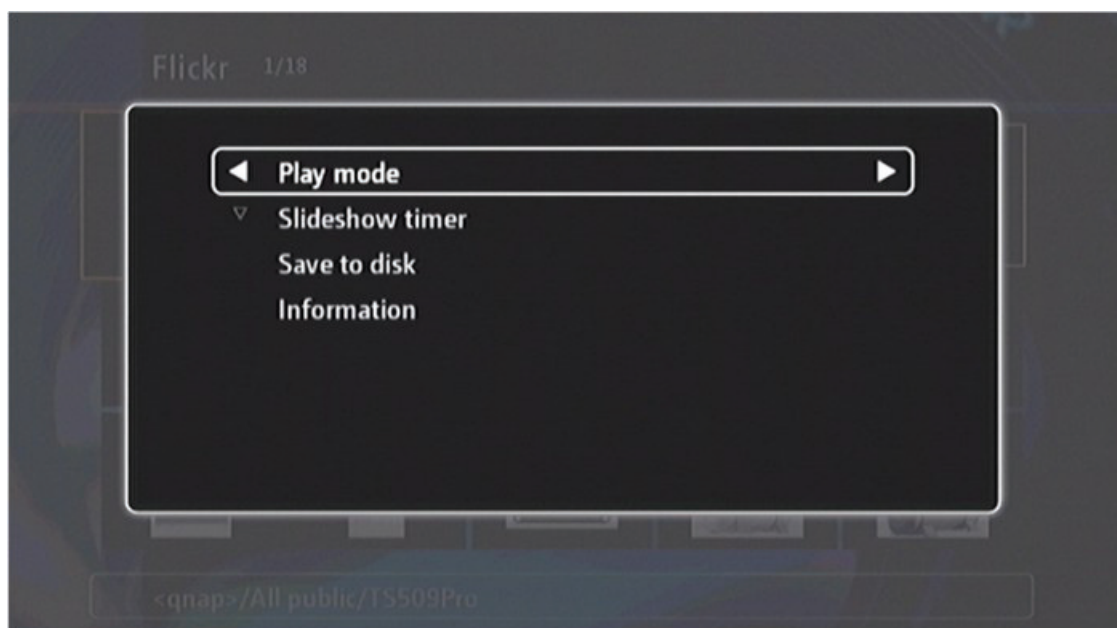 Flickr 1/18
Play mode
Slideshow timer
Save to disk
Information
<qnap>/All public/TS509Pro